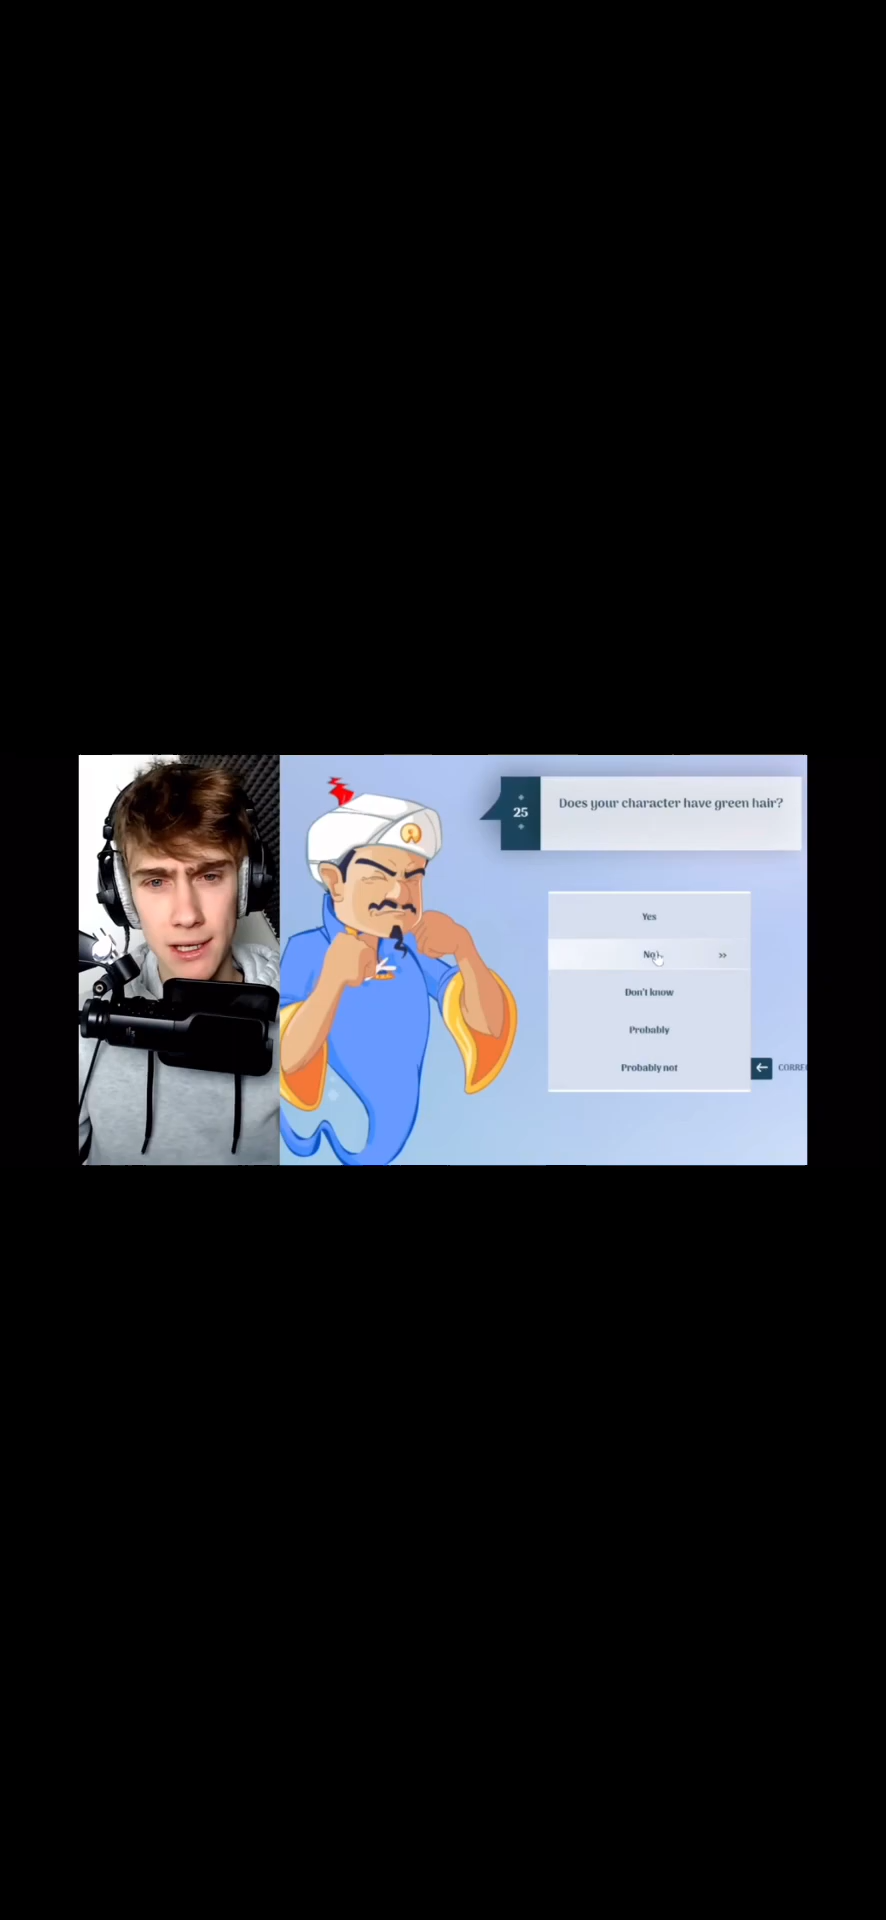 25
Does your character have green hair?
Yes
No
Don't know
Probably
Probably not